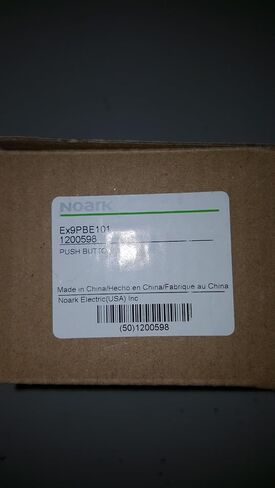 NOARK
Ex9PBE101
1200598
PUSH BUTTON
Made in China/Hecho en China/Fabrique au China
Noark Electric(USA) Inc
(50)1200598